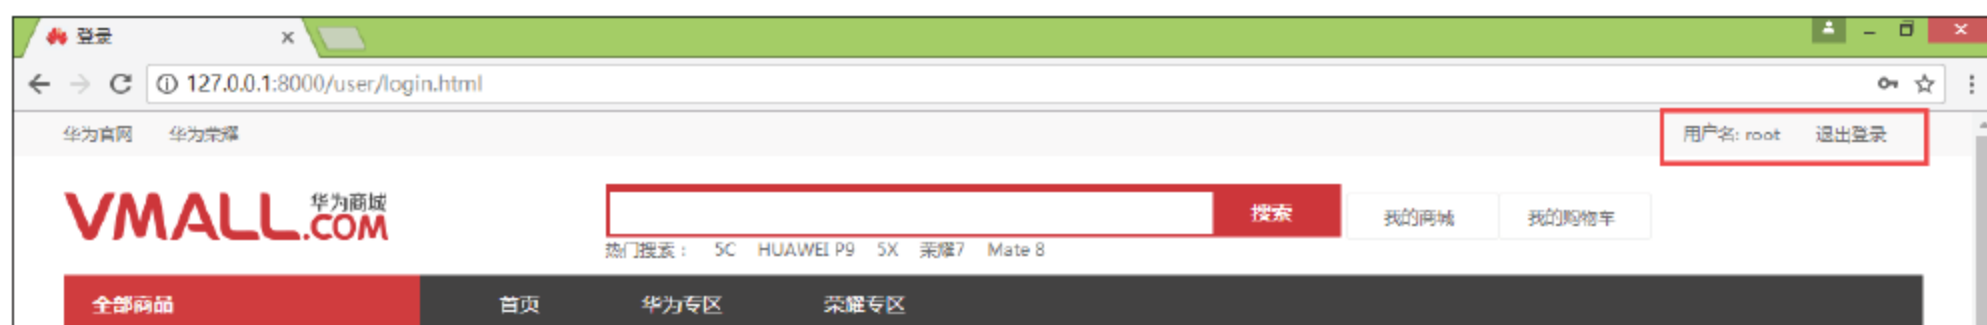 登录
127.0.0.1:8000/user/login.html
华为官网 华为荣耀 用户名: root 退出登录
VMALL.COM 华为商城
搜索 我的商城 我的购物车
热门搜索： 5C HUAWEI P9 5X 荣耀7 Mate 8
全部商品 首页 华为专区 荣耀专区